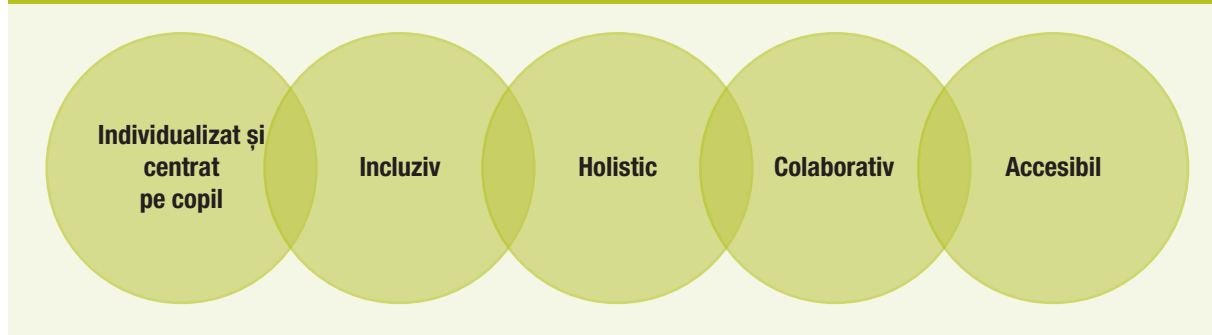 Individualizat și
centrat
pe copil
Incluziv
Holistic
Colaborativ
Accesibil